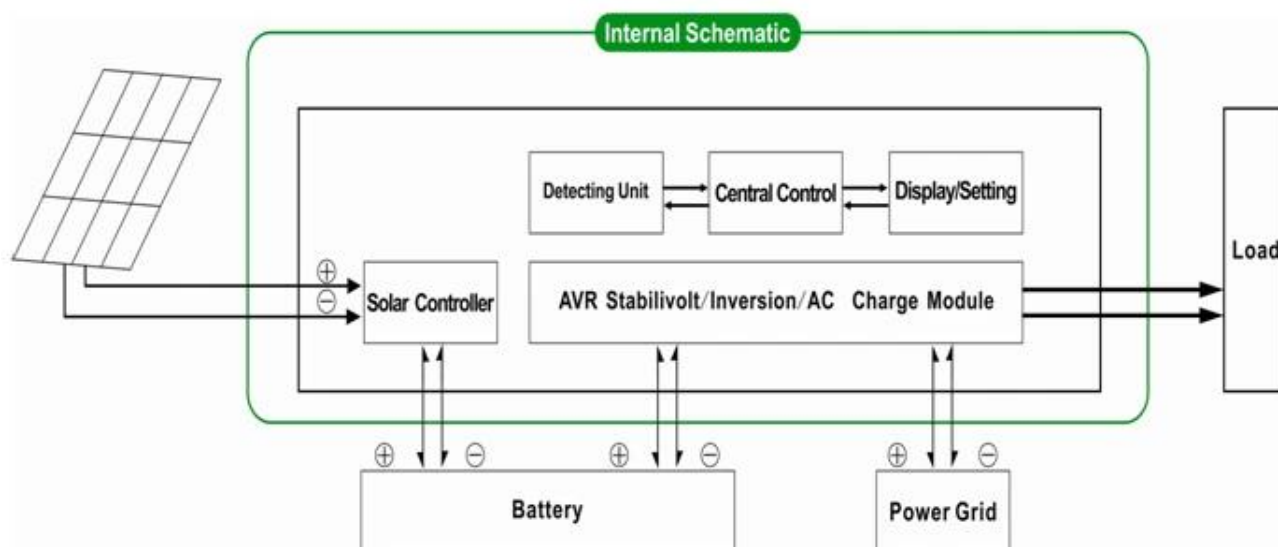 Internal Schematic
Detecting Unit
Central Control
Display/Setting
Load
⊕
⊖
Solar Controller
AVR Stabilivolt/Inversion/AC Charge Module
⊕ ⊖ ⊕ ⊖ ⊕ ⊖
Battery
Power Grid